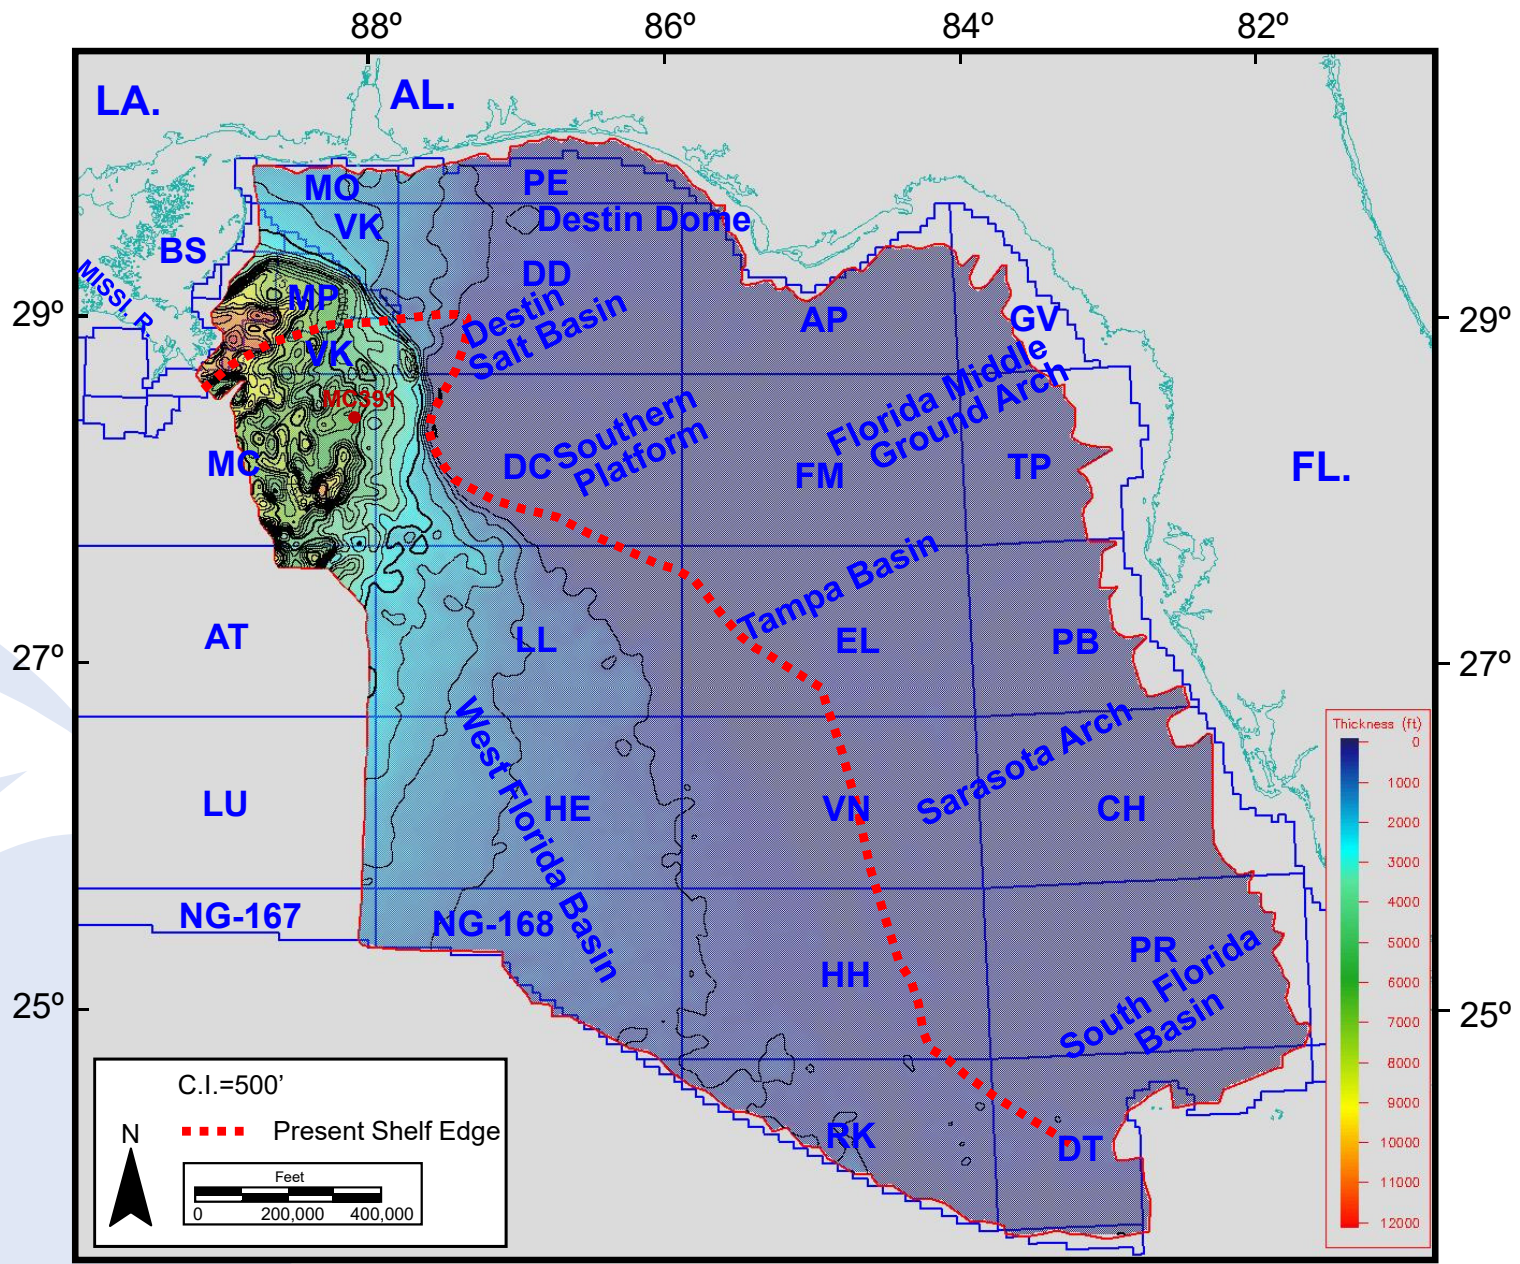 88º
86º
84º
82º
LA.
AL.
MO
PE
VK
Destin Dome
BS
DD
MISSI. R.
MP
29º
29º
Destin
Salt Basin
AP
GV
VK
MC391
Florida Middle
Ground Arch
Southern
Platform
MC
DC
FM
TP
FL.
Tampa Basin
AT
LL
EL
PB
27º
27º
West Florida Basin
Sarasota Arch
Thickness (ft)
0
1000
2000
3000
4000
5000
6000
7000
8000
9000
10000
11000
12000
LU
HE
VN
CH
NG-167
NG-168
HH
PR
South Florida
Basin
25º
25º
RK
DT
C.I.=500’
Present Shelf Edge
N
Feet
0 200,000 400,000